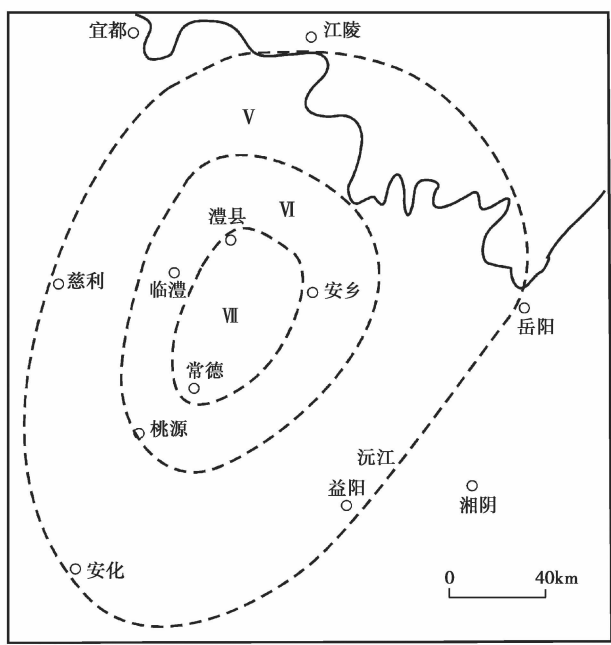 宜都
江陵
Ⅴ
澧县
Ⅵ
慈利
临澧
安乡
Ⅶ
岳阳
常德
桃源
沅江
益阳
湘阴
安化
0
40km